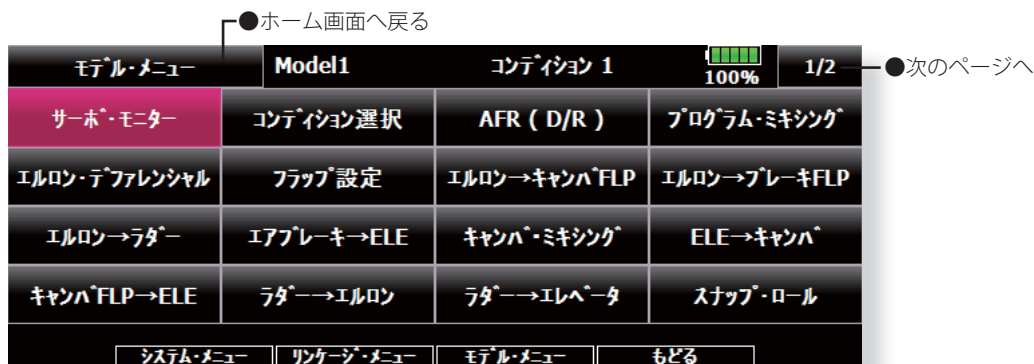 ●ホーム画面へ戻る
モデル・メニュー Model1 コンディション 1 100% 1/2 ●次のページへ
サーボ・モニター コンディション選択 AFR ( D/R ) プログラム・ミキシング
エルロン・デファレンシャル フラップ設定 エルロン→キャンバFLP エルロン→ブレーキFLP
エルロン→ラダー エアブレーキ→ELE キャンバ・ミキシング ELE→キャンバ
キャンバFLP→ELE ラダー→エルロン ラダー→エレベータ スナップ・ロール
システム・メニュー リンケージ・メニュー モデル・メニュー もどる